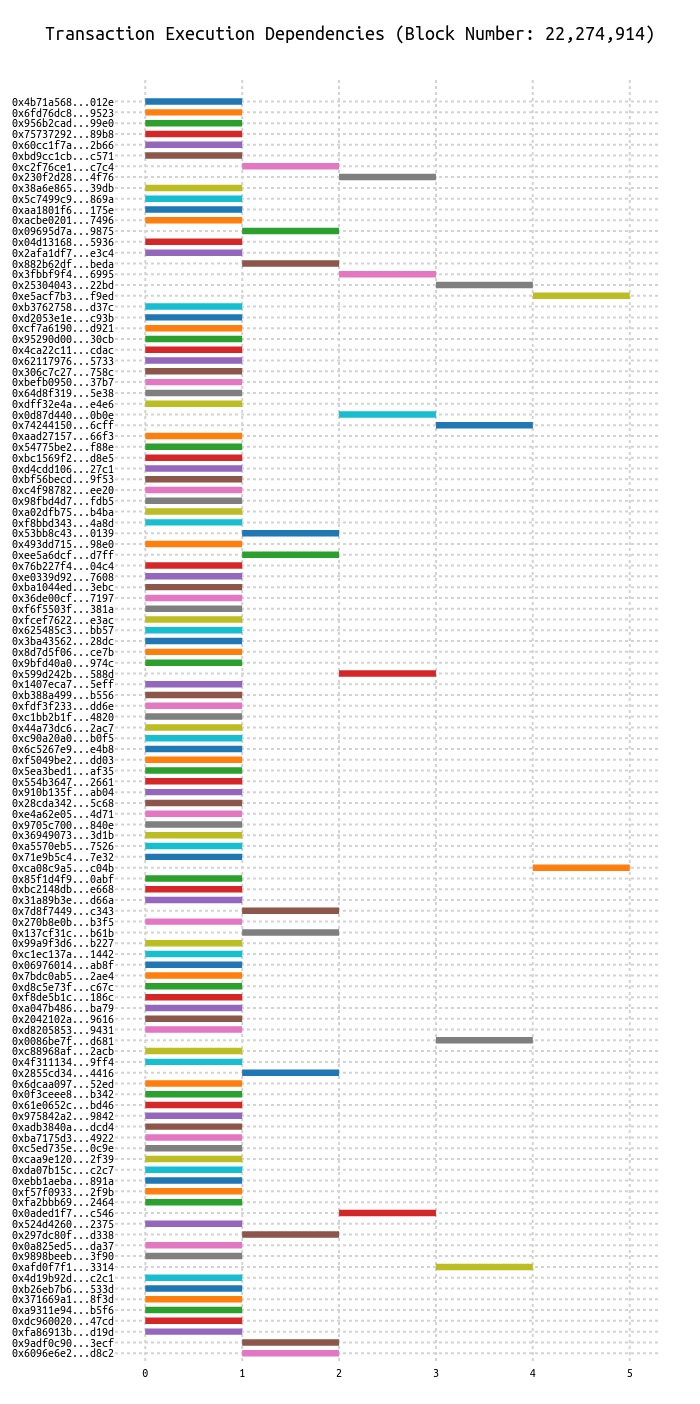 Transaction Execution Dependencies (Block Number: 22,274,914)
0x4b71a568...012e
0x6fd76dc8...9523
0x956b2cad...99e0
0x75737292...89b8
0x60cc1f7a...2b66
0xbd9cc1cb...c571
0xc2f76ce1...c7c4
0x230f2d28...4f76
0x38a6e865...39db
0x5c7499c9...869a
0xaa1801f6...175e
0xacbe0201...7496
0x09695d7a...9875
0x04d13168...5936
0x2afa1df7...e3c4
0x882b62df...beda
0x3fbbf9f4...6995
0x25304043...22bd
0xe5acf7b3...f9ed
0xb3762758...d37c
0xd2053e1e...c93b
0xcf7a6190...d921
0x95290d00...30cb
0x4ca22c11...cdac
0x62117976...5733
0x306c7c27...758c
0xbefb0950...37b7
0x64d8f319...5e38
0xdff32e4a...e4e6
0x0d87d440...0b0e
0x74244150...6cff
0xaad27157...66f3
0x54775be2...f88e
0xbc1569f2...d8e5
0xd4cdd106...27c1
0xbf56becd...9f53
0xc4f98782...ee20
0x98fbd4d7...fdb5
0xa02dfb75...b4ba
0xf8bbd343...4a8d
0x53bb8c43...0139
0x493dd715...98e0
0xee5a6dcf...d7ff
0x76b227f4...04c4
0xe0339d92...7608
0xba1044ed...3ebc
0x36de00cf...7197
0xf6f5503f...381a
0xfcef7622...e3ac
0x625485c3...bb57
0x3ba43562...28dc
0x8d7d5f06...ce7b
0x9bfd40a0...974c
0x599d242b...588d
0x1407eca7...5eff
0xb388a499...b556
0xfdf3f233...dd6e
0xc1bb2b1f...4820
0x44a73dc6...2ac7
0xc90a20a0...b0f5
0x6c5267e9...e4b8
0xf5049be2...dd03
0x5ea3bed1...af35
0x554b3647...2661
0x910b135f...ab04
0x28cda342...5c68
0xe4a62e05...4d71
0x9705c700...840e
0x36949073...3d1b
0xa5570eb5...7526
0x71e9b5c4...7e32
0xca08c9a5...c04b
0x85f1d4f9...0abf
0xbc2148db...e668
0x31a89b3e...d66a
0x7d8f7449...c343
0x270b8e0b...b3f5
0x137cf31c...b61b
0x99a9f3d6...b227
0xc1ec137a...1442
0x06976014...ab8f
0x7bdc0ab5...2ae4
0xd8c5e73f...c67c
0xf8de5b1c...186c
0xa047b486...ba79
0x2042102a...9616
0xd8205853...9431
0x0086be7f...d681
0xc88968af...2acb
0x4f311134...9ff4
0x2855cd34...4416
0x6dcaa097...52ed
0x0f3ceee8...b342
0x61e0652c...bd46
0x975842a2...9842
0xadb3840a...dcd4
0xba7175d3...4922
0xc5ed735e...0c9e
0xcaa9e120...2f39
0xda07b15c...c2c7
0xebb1aeba...891a
0xf57f0933...2f9b
0xfa2bbb69...2464
0x0aded1f7...c546
0x524d4260...2375
0x297dc80f...d338
0x0a825ed5...da37
0x9898beeb...3f90
0xafd0f7f1...3314
0x4d19b92d...c2c1
0xb26eb7b6...533d
0x371669a1...8f3d
0xa9311e94...b5f6
0xdc960020...47cd
0xfa86913b...d19d
0x9adf0c90...3ecf
0x6096e6e2...d8c2
0 1 2 3 4 5